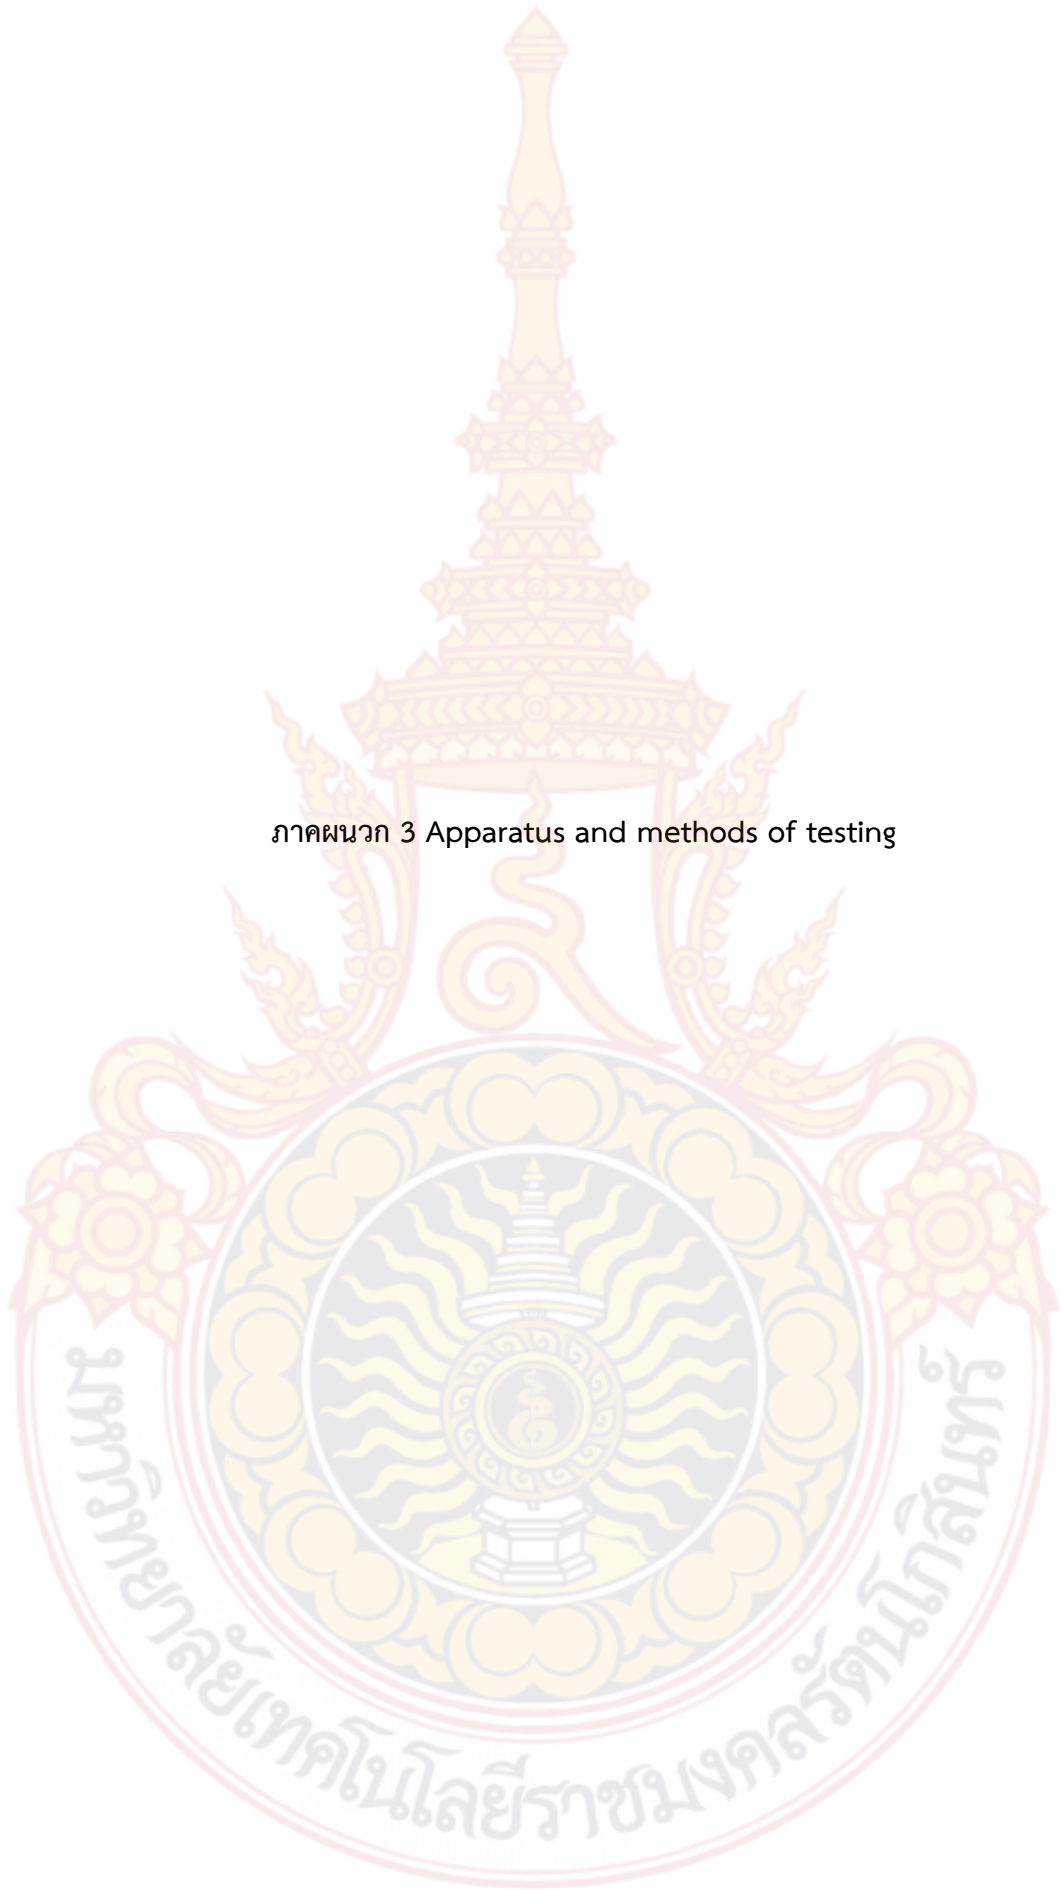 ภาคผนวก 3 Apparatus and methods of testing
มหาวิทยาลัยเทคโนโลยีราชมงคลรัตนโกสินทร์